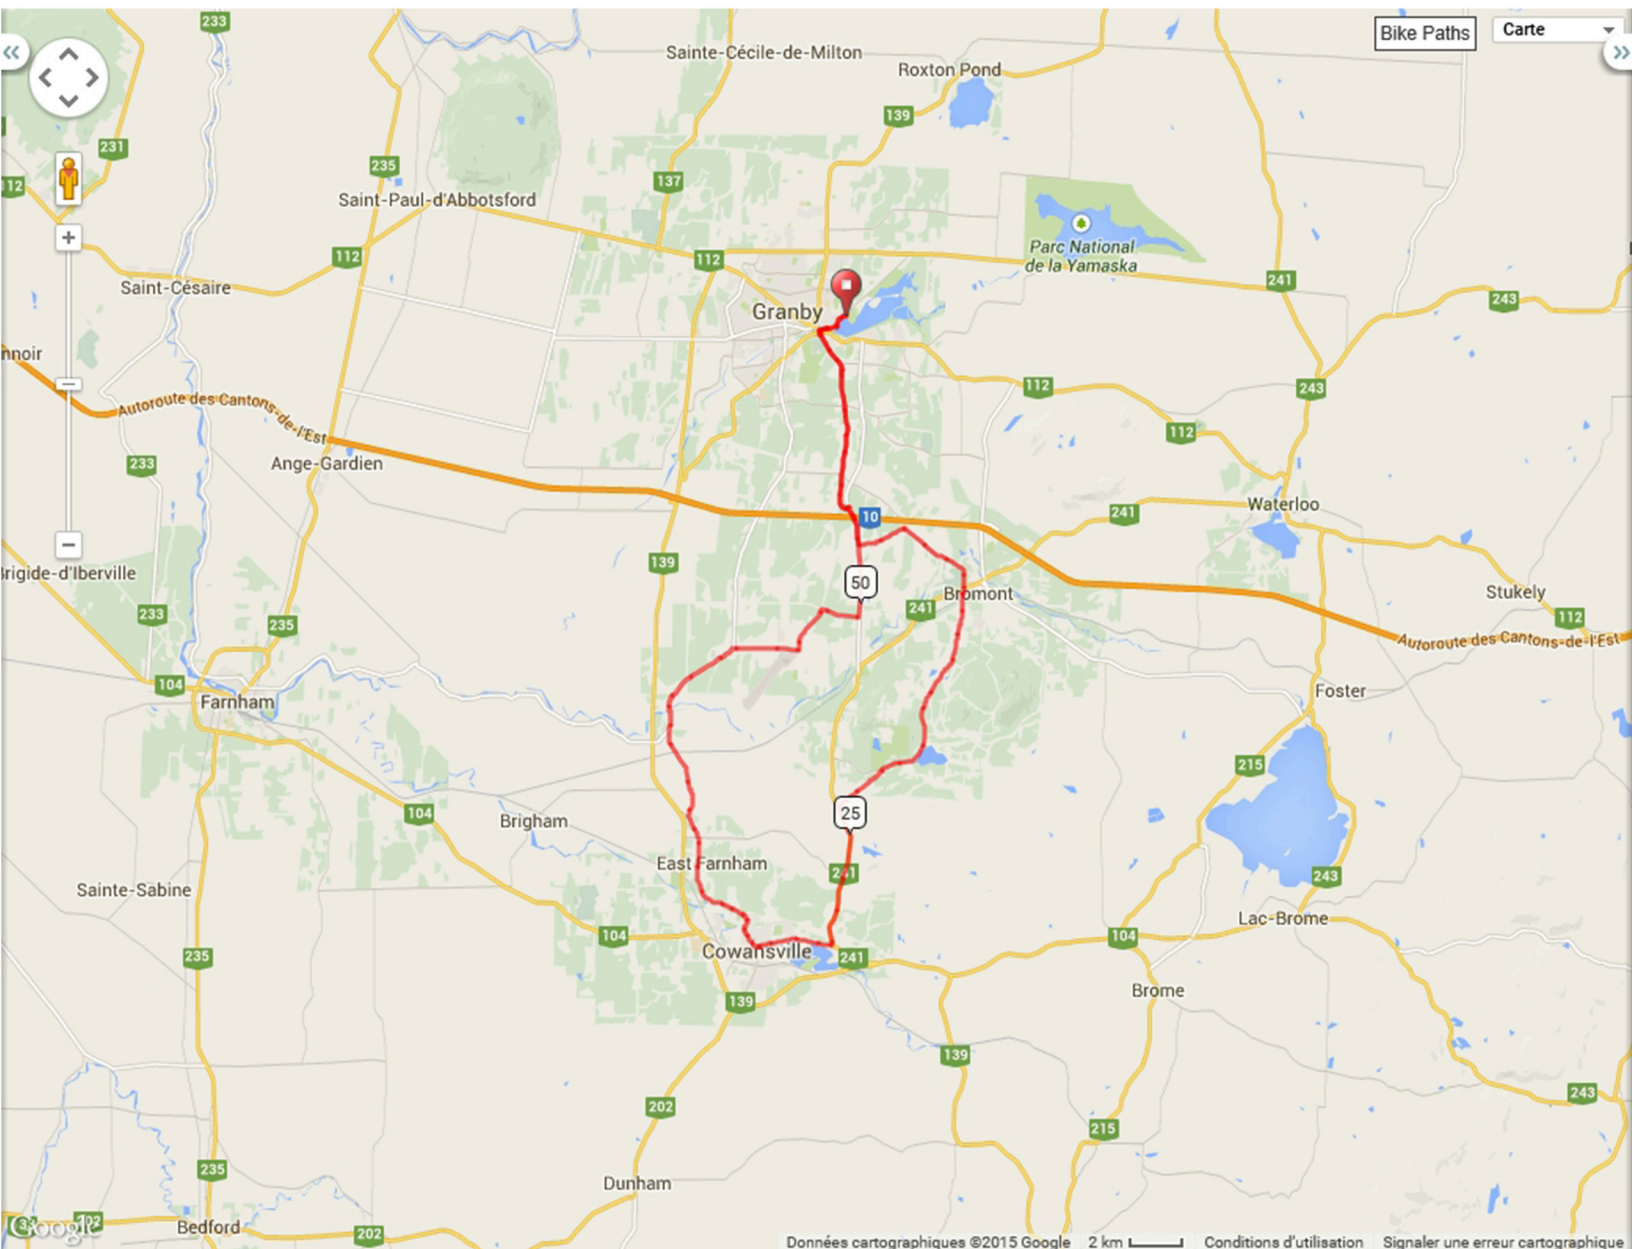 233
Bike Paths
Carte
Sainte-Cécile-de-Milton
Roxton Pond
139
231
235
112
137
Saint-Paul-d'Abbotsford
Parc National
de la Yamaska
112
112
241
Saint-Césaire
243
Granby
nnoir
112
243
Autoroute des Cantons-de-l'Est
112
233
Ange-Gardien
Waterloo
10
241
139
Brigide-d'Iberville
50
Bromont
Stukely
233
241
112
235
Autoroute des Cantons-de-l'Est
104
Farnham
Foster
215
104
25
Brigham
East Farnham
241
243
Sainte-Sabine
Lac-Brome
104
104
Cowansville
241
235
Brome
139
139
243
202
215
235
Dunham
Google
202
Bedford
202
Données cartographiques ©2015 Google
2 km
Conditions d'utilisation
Signaler une erreur cartographique